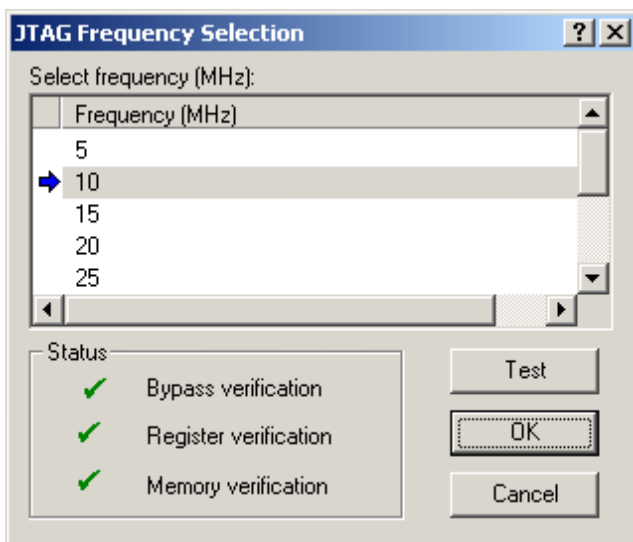 JTAG Frequency Selection
Select frequency (MHz):
Frequency (MHz)
5
10
15
20
25
Status
Bypass verification
Register verification
Memory verification
Test
OK
Cancel